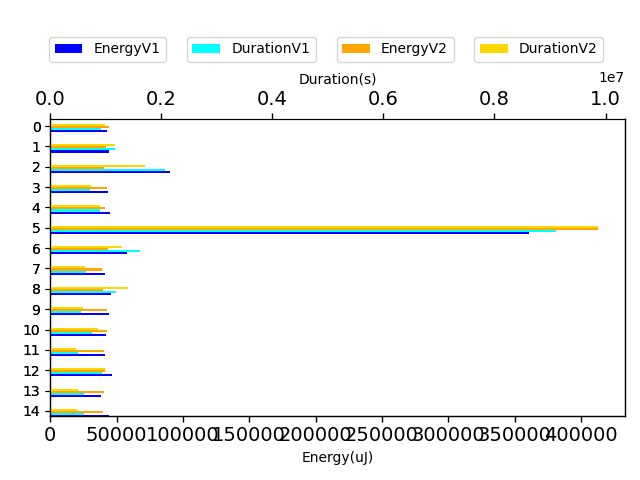 EnergyV1 DurationV1 EnergyV2 DurationV2
Duration(s)
1e7
0.0 0.2 0.4 0.6 0.8 1.0
0
1
2
3
4
5
6
7
8
9
10
11
12
13
14
0 50000 100000 150000 200000 250000 300000 350000 400000
Energy(uJ)